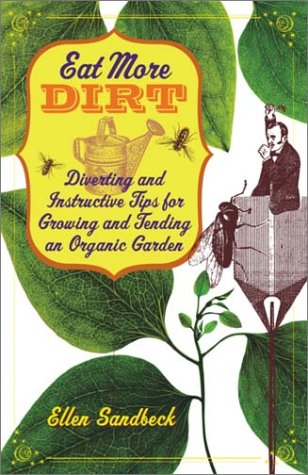 Eat More
DIRT
Diverting and
Instructive Tips for
Growing and Tending
an Organic Garden
Ellen Sandbeck